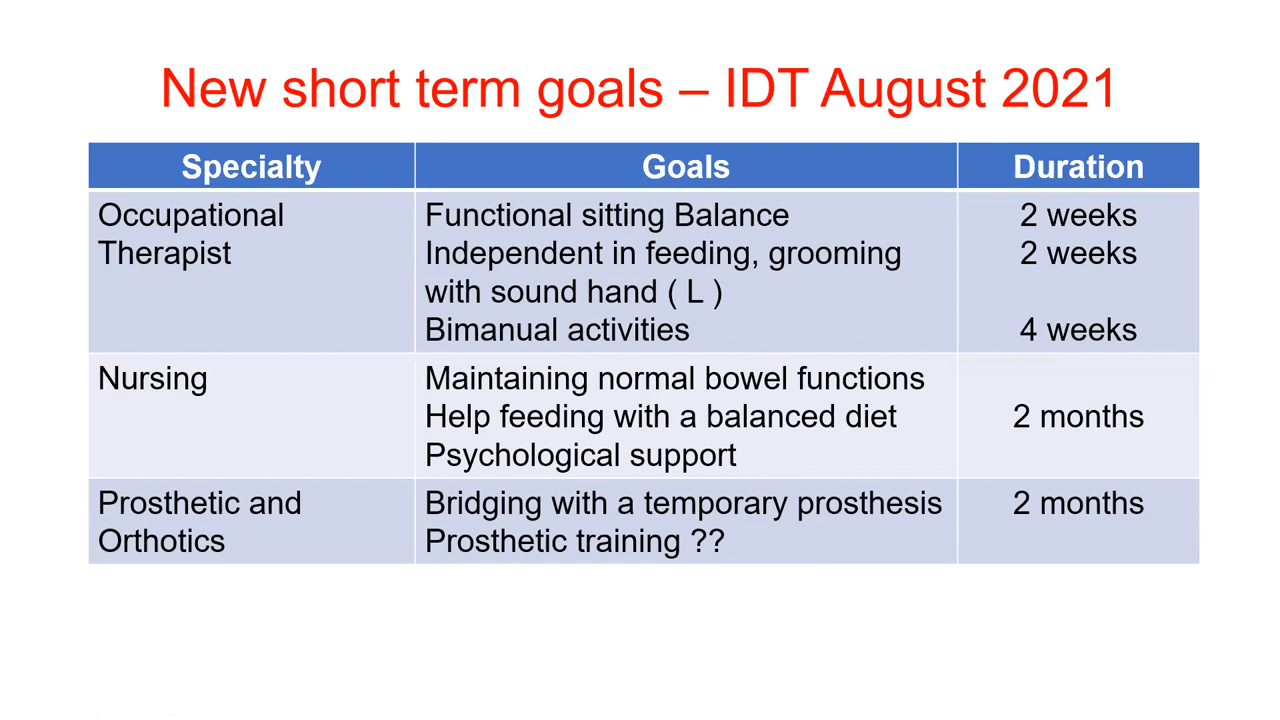 New short term goals – IDT August 2021
Specialty Goals Duration
Occupational Functional sitting Balance 2 weeks
Therapist Independent in feeding, grooming 2 weeks
with sound hand ( L )
Bimanual activities 4 weeks
Nursing Maintaining normal bowel functions
Help feeding with a balanced diet 2 months
Psychological support
Prosthetic and Bridging with a temporary prosthesis 2 months
Orthotics Prosthetic training ??